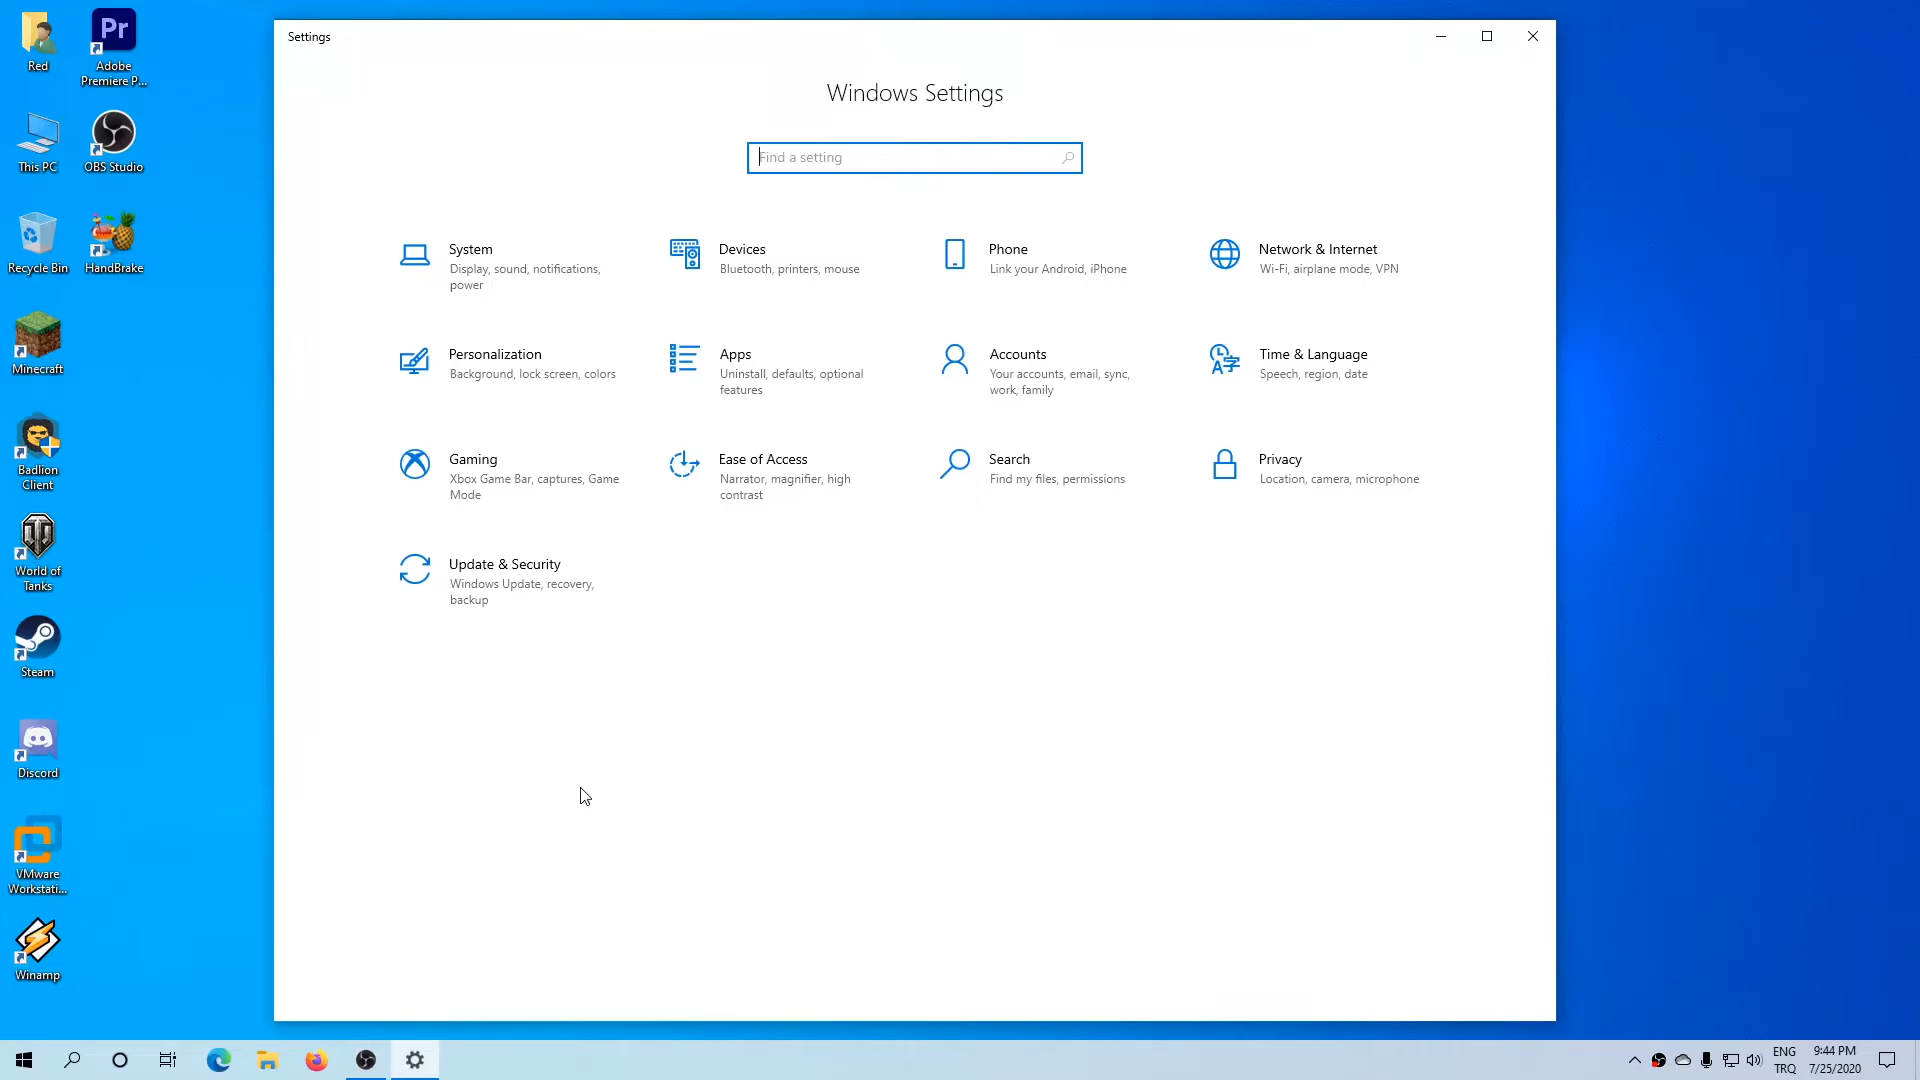 Red
Pr
Adobe
Premiere P...
This PC
OBS Studio
Recycle Bin
HandBrake
Minecraft
Badlion
Client
World of
Tanks
Steam
Discord
VMware
Workstati...
Winamp
Settings
Windows Settings
Find a setting
System
Display, sound, notifications,
power
Devices
Bluetooth, printers, mouse
Phone
Link your Android, iPhone
Network & Internet
Wi-Fi, airplane mode, VPN
Personalization
Background, lock screen, colors
Apps
Uninstall, defaults, optional
features
Accounts
Your accounts, email, sync,
work, family
Time & Language
Speech, region, date
Gaming
Xbox Game Bar, captures, Game
Mode
Ease of Access
Narrator, magnifier, high
contrast
Search
Find my files, permissions
Privacy
Location, camera, microphone
Update & Security
Windows Update, recovery,
backup
ENG
TRQ
9:44 PM
7/25/2020